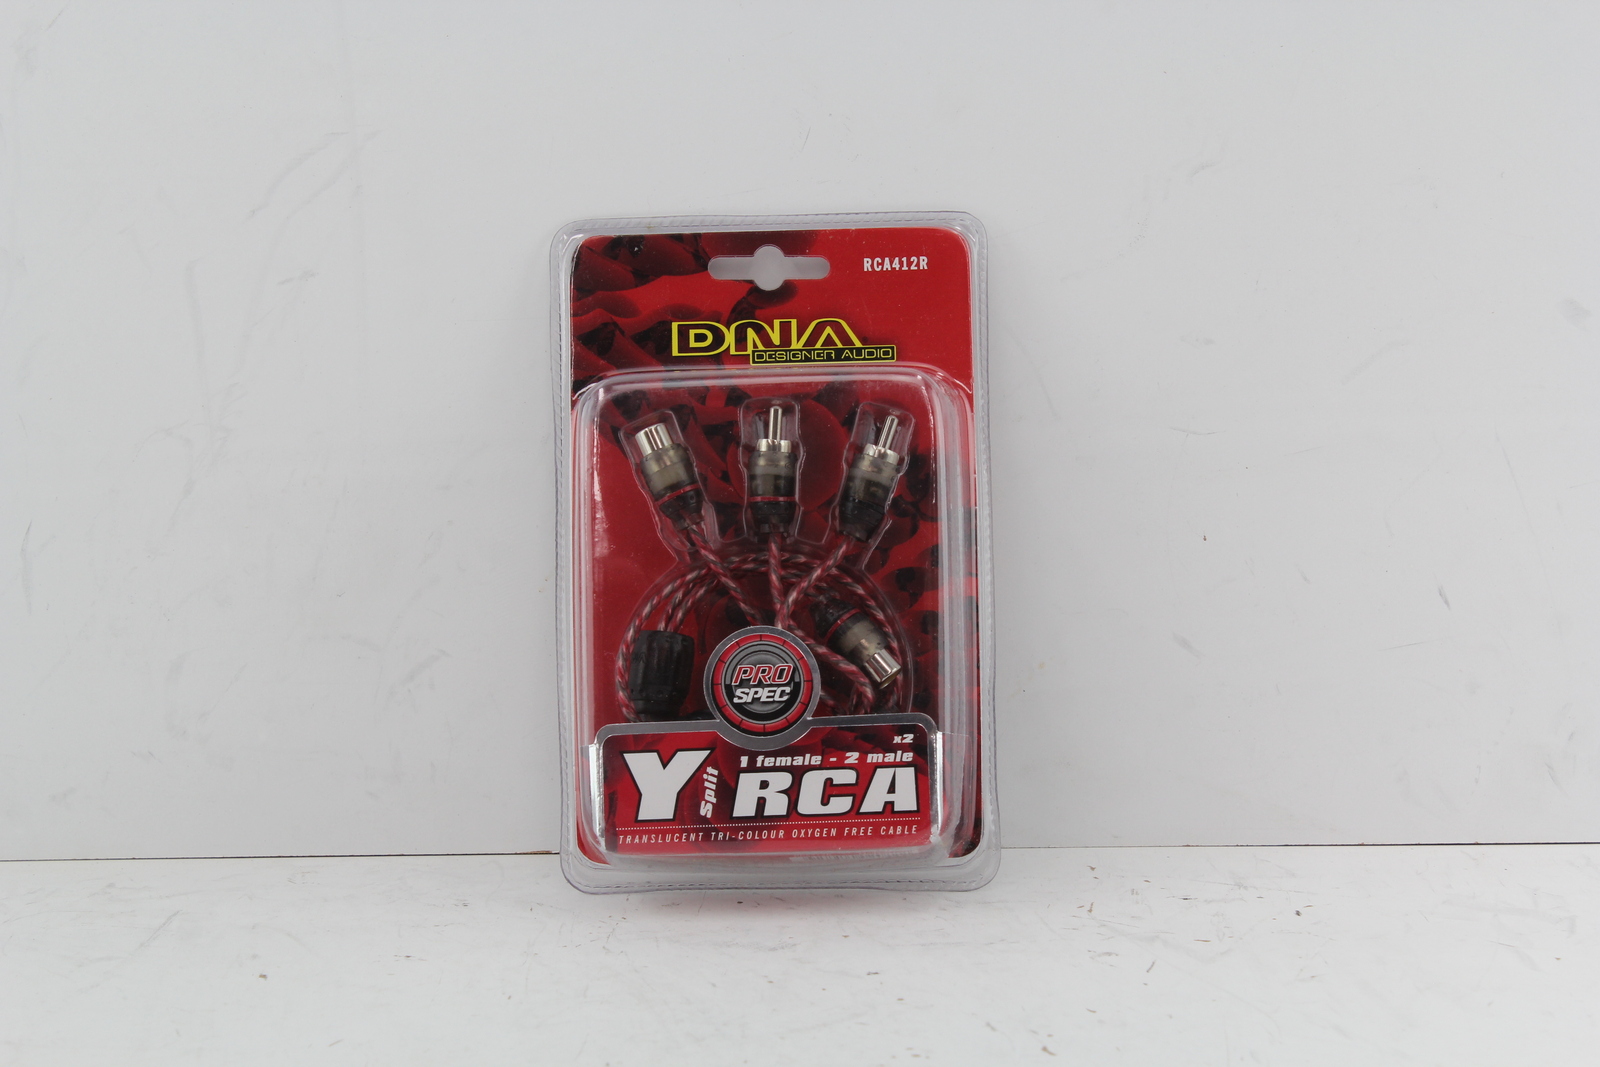 RCA412R
DNA
DESIGNER AUDIO
PRO
SPEC
x2
1 female - 2 male
Y Split RCA
TRANSLUCENT TRI-COLOUR OXYGEN FREE CABLE